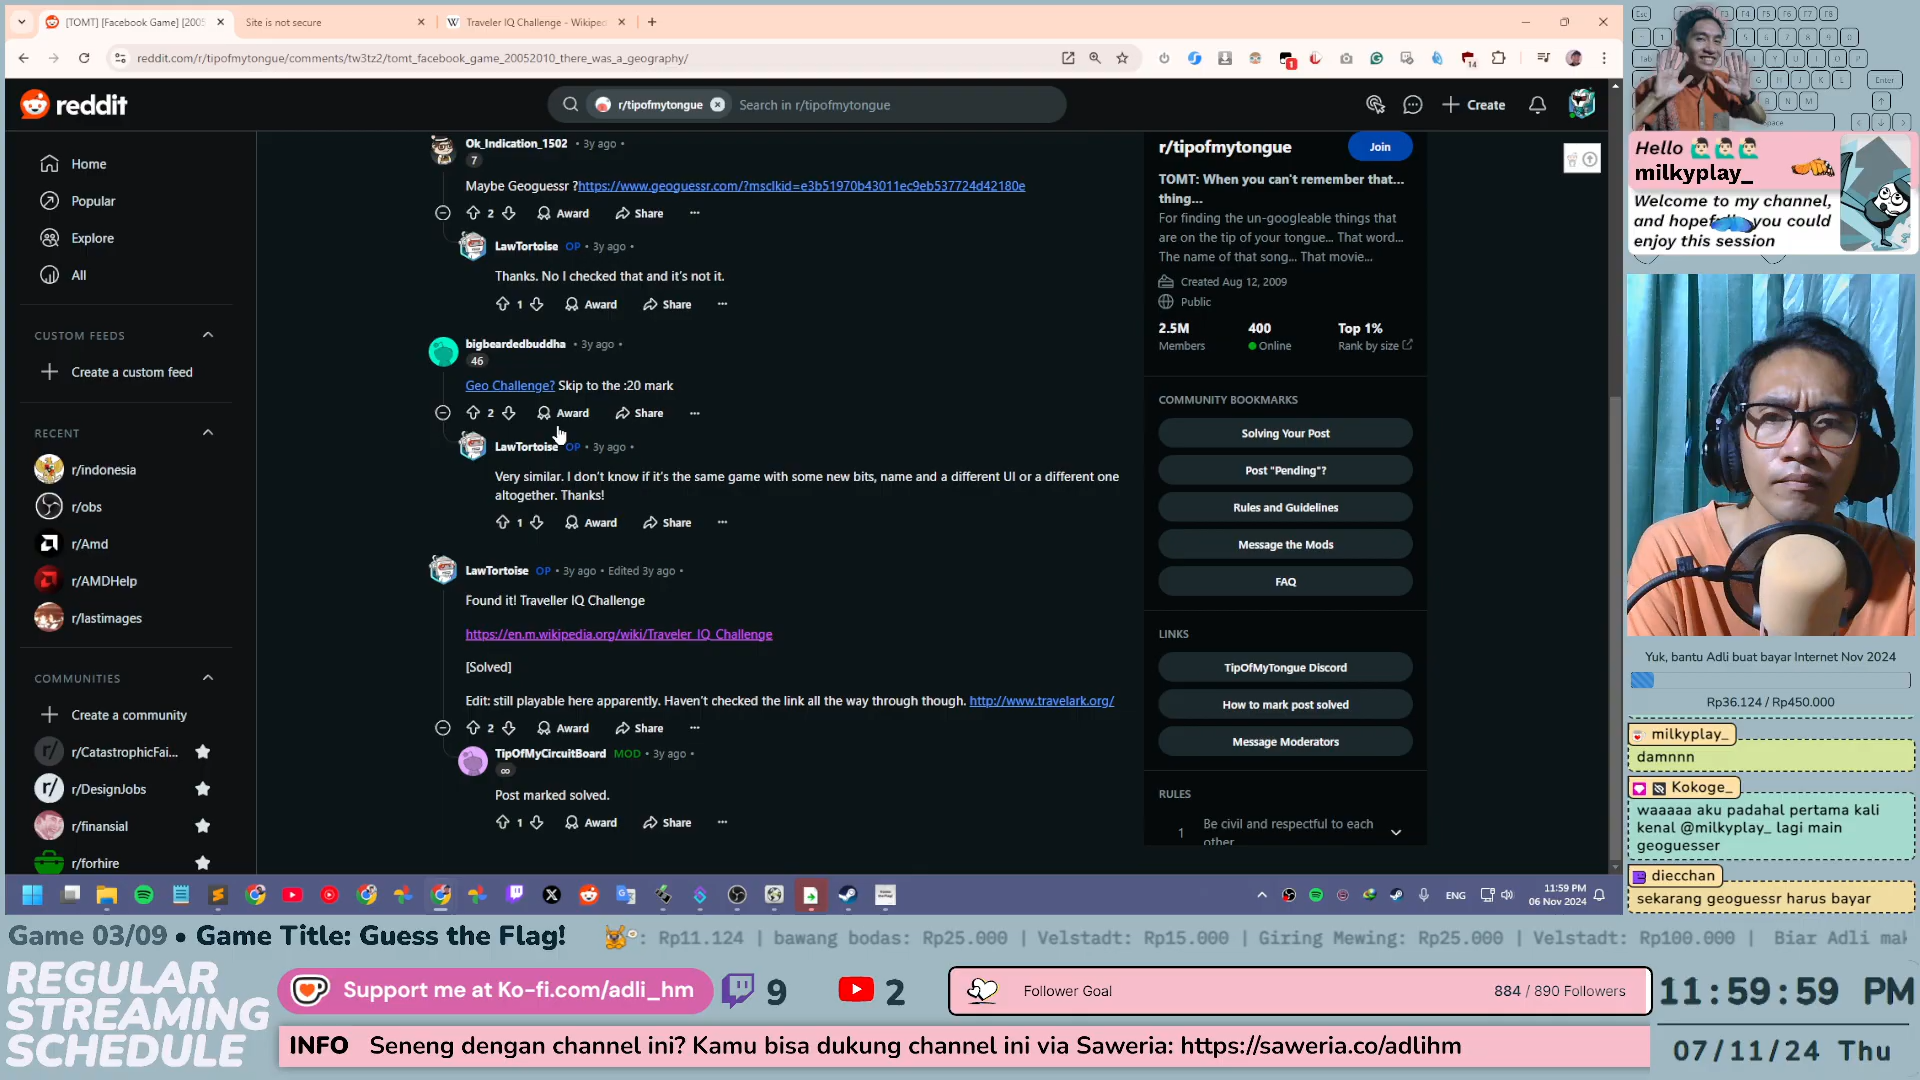 [TOMT] [Facebook Game] [2005
Site is not secure
Traveler IQ Challenge - Wikiped
reddit.com/r/tipofmytongue/comments/tw3tz2/tomt_facebook_game_20052010_there_was_a_geography/
1
14
reddit
r/tipofmytongue
Search in r/tipofmytongue
Create
Home
Popular
Explore
All
CUSTOM FEEDS
Create a custom feed
RECENT
r/indonesia
r/obs
r/Amd
r/AMDHelp
r/lastimages
COMMUNITIES
Create a community
r/CatastrophicFai...
r/DesignJobs
r/finansial
r/forhire
Ok_Indication_1502 • 3y ago •
7
Maybe Geoguessr ?https://www.geoguessr.com/?msclkid=e3b51970b43011ec9eb537724d42180e
2 Award Share
LawTortoise OP • 3y ago •
Thanks. No I checked that and it's not it.
1 Award Share
bigbeardedbuddha • 3y ago •
46
Geo Challenge? Skip to the :20 mark
2 Award Share
LawTortoise OP • 3y ago •
Very similar. I don't know if it's the same game with some new bits, name and a different UI or a different one
altogether. Thanks!
1 Award Share
LawTortoise OP • 3y ago • Edited 3y ago •
Found it! Traveller IQ Challenge
https://en.m.wikipedia.org/wiki/Traveler_IQ_Challenge
[Solved]
Edit: still playable here apparently. Haven't checked the link all the way through though. http://www.travelark.org/
2 Award Share
TipOfMyCircuitBoard MOD • 3y ago •
∞
Post marked solved.
1 Award Share
r/tipofmytongue
Join
TOMT: When you can't remember that...
thing...
For finding the un-googleable things that
are on the tip of your tongue... That word...
The name of that song... That movie...
Created Aug 12, 2009
Public
2.5M 400 Top 1%
Members Online Rank by size
COMMUNITY BOOKMARKS
Solving Your Post
Post "Pending"?
Rules and Guidelines
Message the Mods
FAQ
LINKS
TipOfMyTongue Discord
How to mark post solved
Message Moderators
RULES
1 Be civil and respectful to each
other
ENG
11:59 PM
06 Nov 2024
Hello
milkyplay_
Welcome to my channel,
and hopefully you could
enjoy this session
Yuk, bantu Adli buat bayar Internet Nov 2024
Rp36.124 / Rp450.000
milkyplay_
damnnn
Kokoge_
waaaaa aku padahal pertama kali
kenal @milkyplay_ lagi main
geoguesser
diecchan
sekarang geoguessr harus bayar
Game 03/09 • Game Title: Guess the Flag!
: Rp11.124 | bawang bodas: Rp25.000 | Velstadt: Rp15.000 | Giring Mewing: Rp25.000 | Velstadt: Rp100.000 | Biar Adli mak
REGULAR
STREAMING
SCHEDULE
Support me at Ko-fi.com/adli_hm
9
2
Follower Goal
884 / 890 Followers
11:59:59 PM
INFO Seneng dengan channel ini? Kamu bisa dukung channel ini via Saweria: https://saweria.co/adlihm
07/11/24 Thu